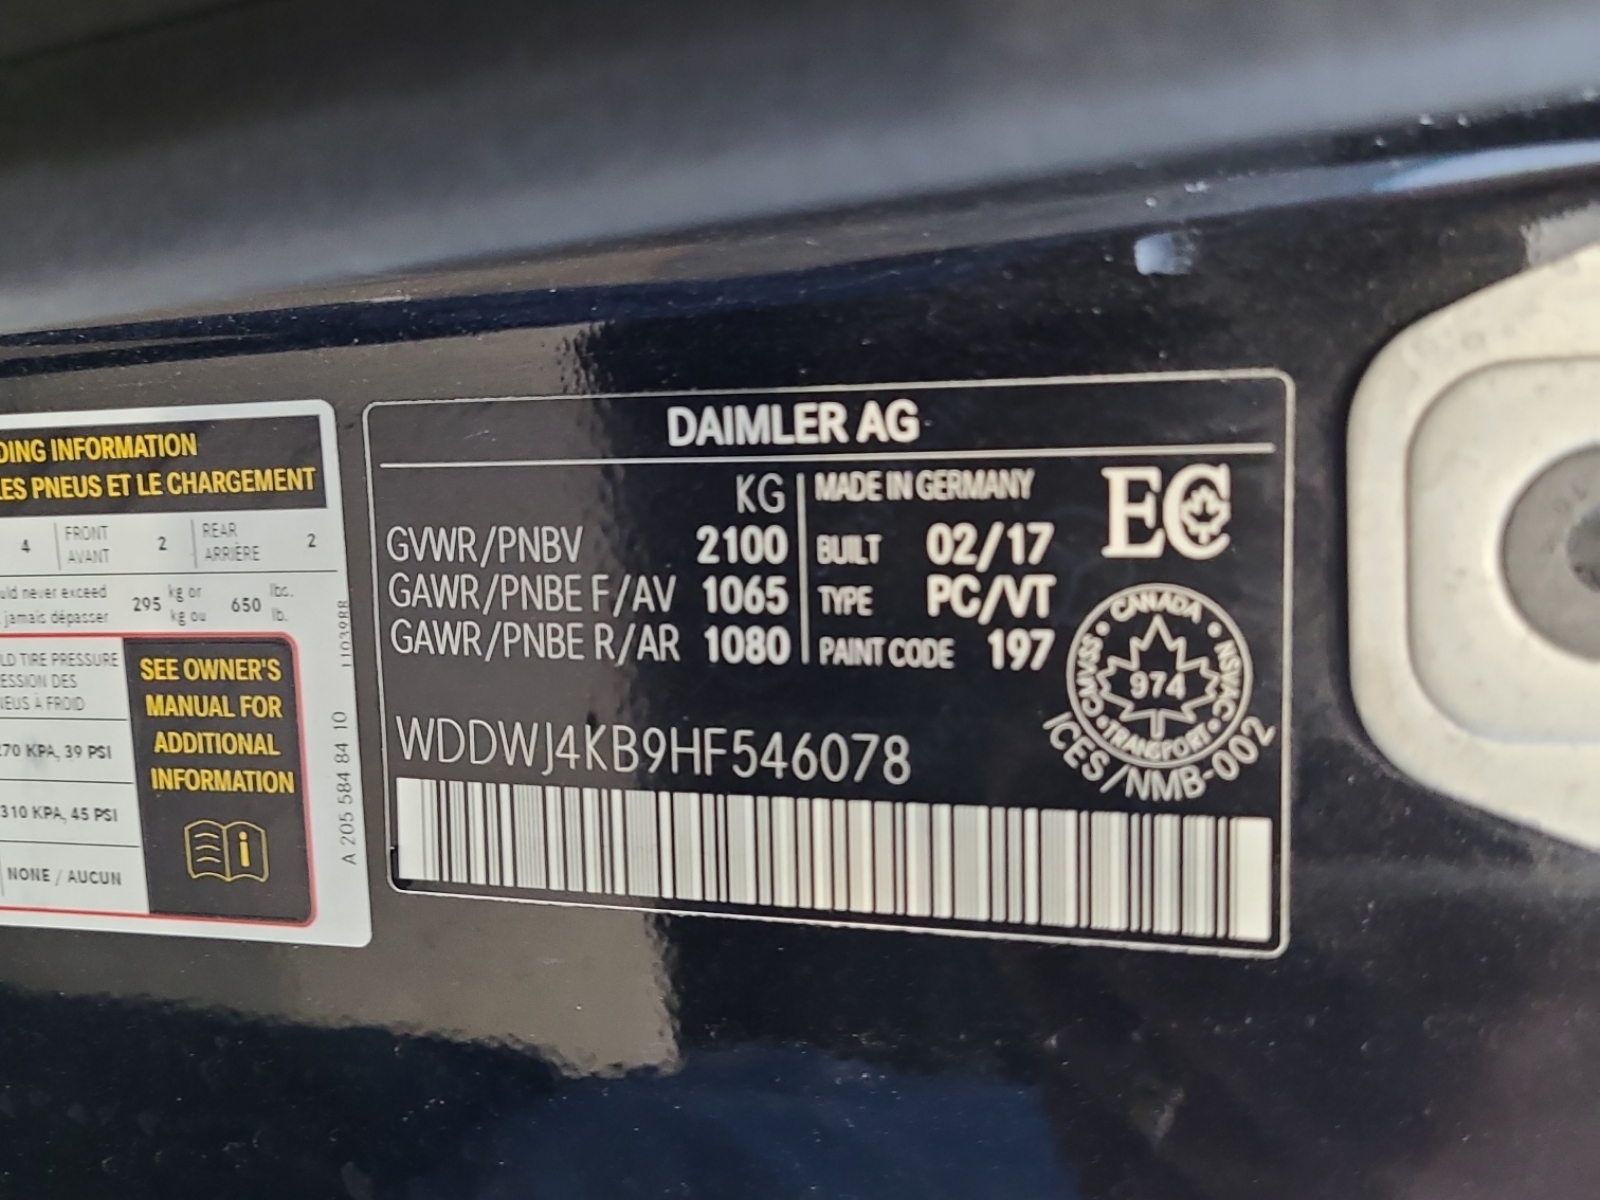 DING INFORMATION
LES PNEUS ET LE CHARGEMENT
4 FRONT AVANT 2 REAR ARRIÈRE 2
never exceed 295 kg or 650 lbs.
jamais dépasser kg ou lb.
TIRE PRESSURE
DES
À FROID
270 KPA, 39 PSI
310 KPA, 45 PSI
NONE / AUCUN
SEE OWNER'S
MANUAL FOR
ADDITIONAL
INFORMATION
i
A 205 584 84 10
DAIMLER AG
KG
GVWR/PNBV 2100
GAWR/PNBE F/AV 1065
GAWR/PNBE R/AR 1080
MADE IN GERMANY
BUILT 02/17
TYPE PC/VT
PAINT CODE 197
EC
CANADA
CMVSS 974 NSVAC
TRANSPORT
ICES/NMB-002
WDDWJ4KB9HF546078